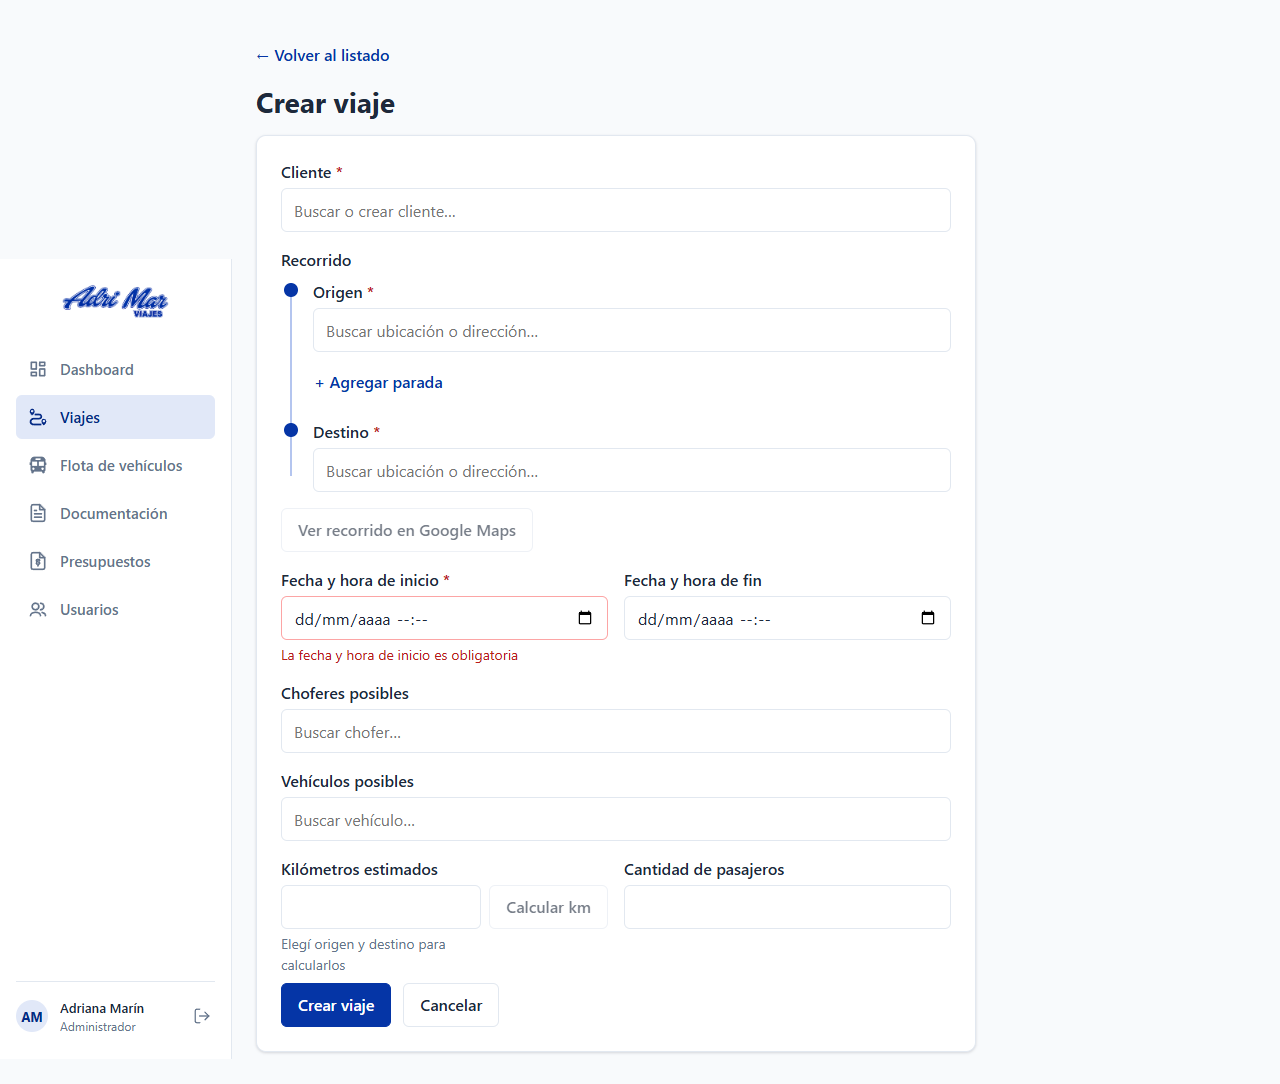 ← Volver al listado
Crear viaje
Cliente *
Buscar o crear cliente...
Recorrido
Origen *
Buscar ubicación o dirección...
+ Agregar parada
Destino *
Buscar ubicación o dirección...
Ver recorrido en Google Maps
Fecha y hora de inicio *
Fecha y hora de fin
dd/mm/aaaa --:--
dd/mm/aaaa --:--
La fecha y hora de inicio es obligatoria
Choferes posibles
Buscar chofer...
Vehículos posibles
Buscar vehículo...
Kilómetros estimados
Cantidad de pasajeros
Calcular km
Elegí origen y destino para
calcularlos
Crear viaje
Cancelar
Adri Mar
VIAJES
Dashboard
Viajes
Flota de vehículos
Documentación
Presupuestos
Usuarios
AM
Adriana Marín
Administrador